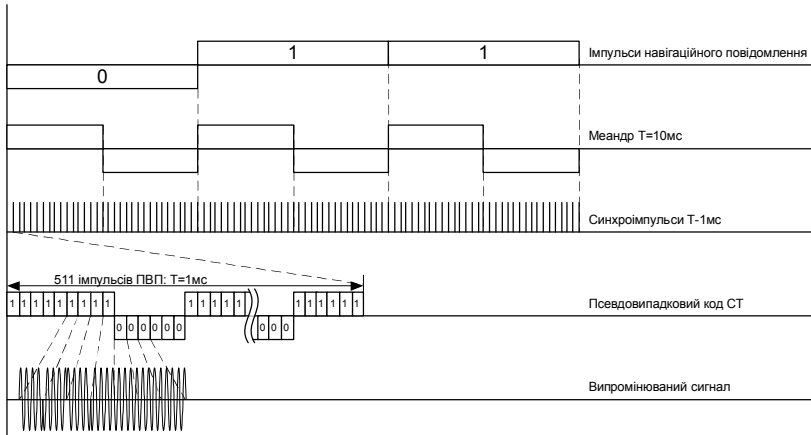 1 1 Імпульси навігаційного повідомлення
0
Меандр Т=10мс
Синхроімпульси Т-1мс
511 імпульсів ПВП: Т=1мс
1 1 1 1 1 1 1 1 1 1 1 1 1 1 1 1 1 1 1 1 Псевдовипадковий код СТ
0 0 0 0 0 0 0 0 0
Випромінюваний сигнал